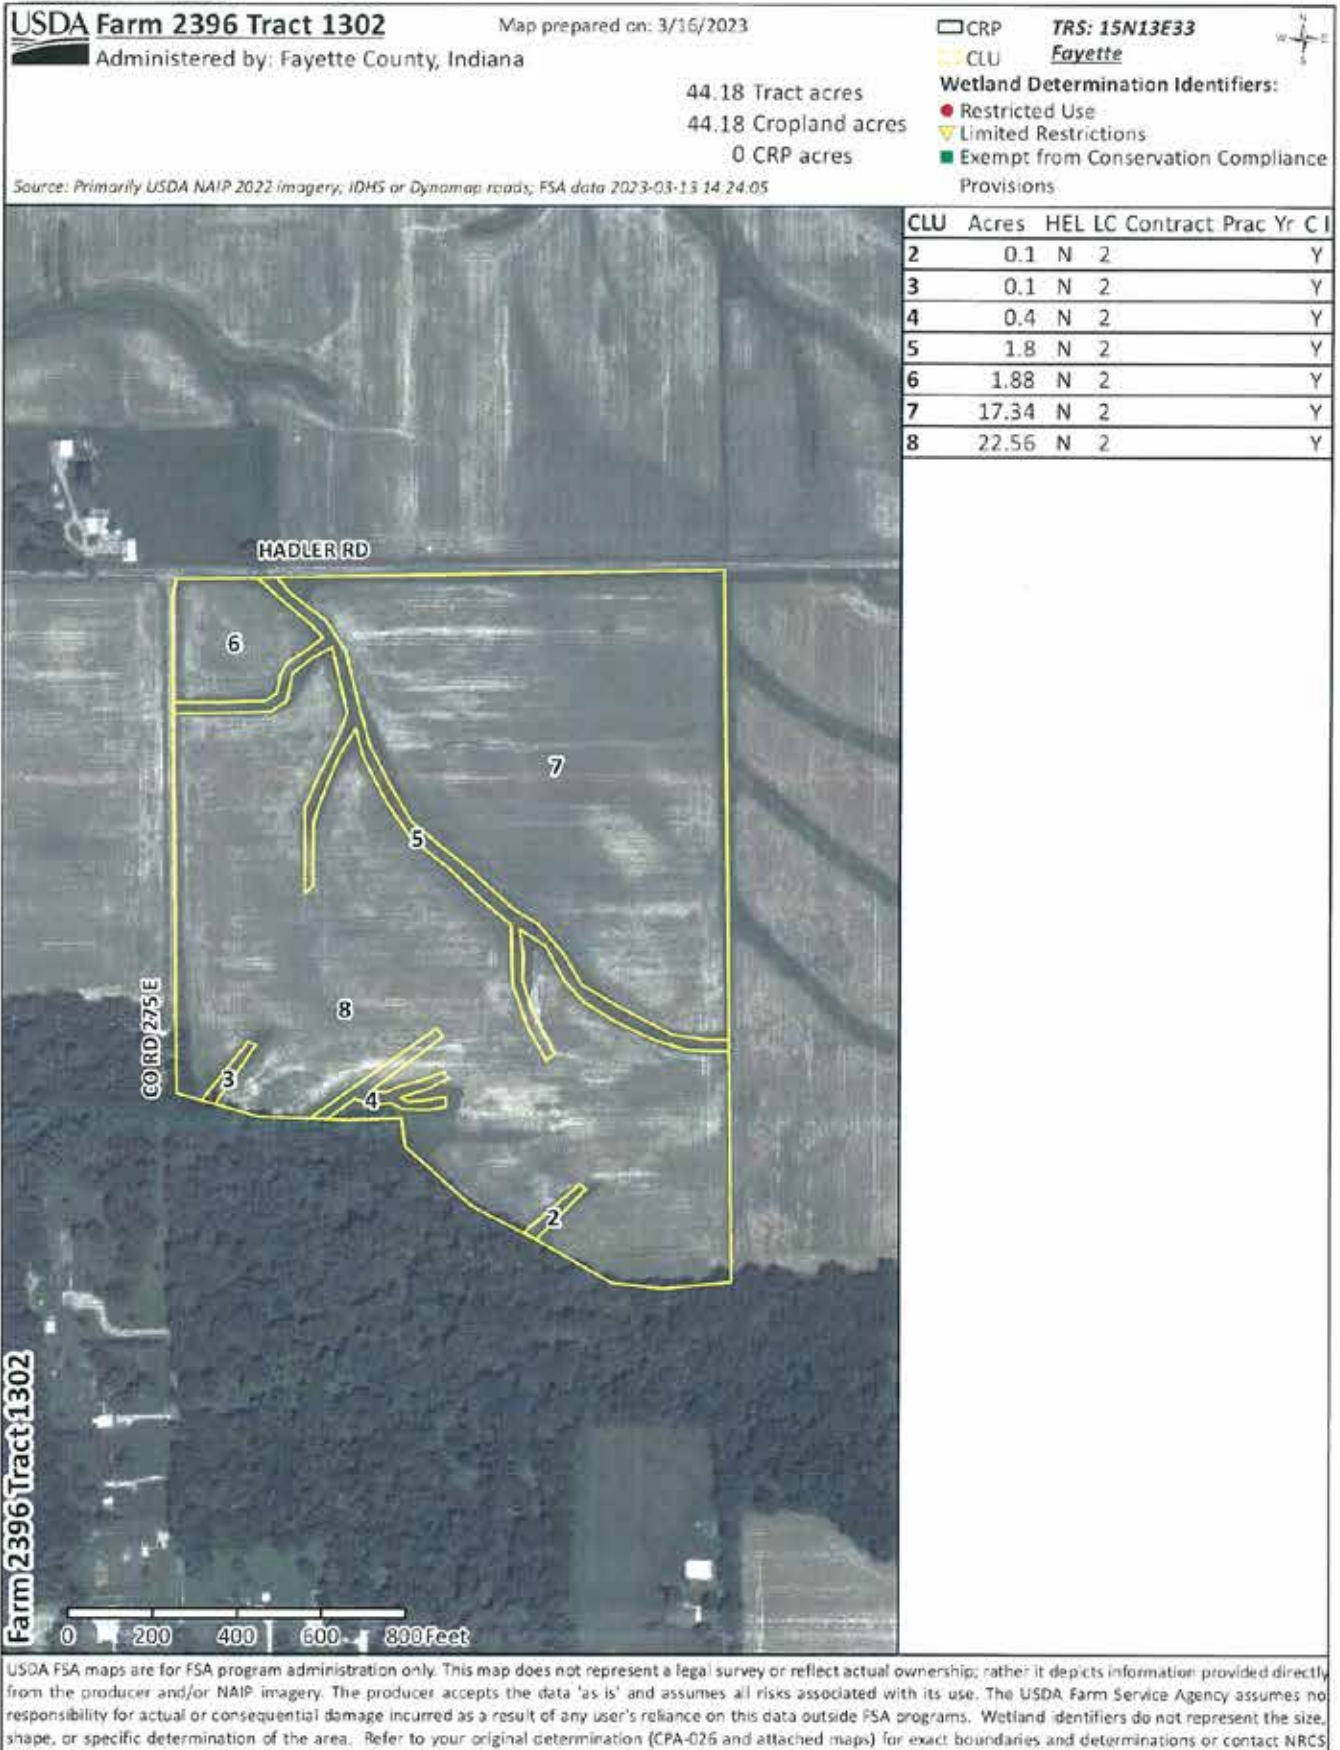 USDA Farm 2396 Tract 1302
Map prepared on: 3/16/2023
Administered by: Fayette County, Indiana
44.18 Tract acres
44.18 Cropland acres
0 CRP acres
Source: Primarily USDA NAIP 2022 imagery; IDHS or Dynamap roads; FSA data 2023-03-13 14:24:05
CRP
CLU
TRS: 15N13E33
Fayette
N
W E
S
Wetland Determination Identifiers:
Restricted Use
Limited Restrictions
Exempt from Conservation Compliance
Provisions
CLU Acres HEL LC Contract Prac Yr C I
2 0.1 N 2 Y
3 0.1 N 2 Y
4 0.4 N 2 Y
5 1.8 N 2 Y
6 1.88 N 2 Y
7 17.34 N 2 Y
8 22.56 N 2 Y
HADLER RD
6
7
5
8
CO RD 275 E
3
4
2
Farm 2396 Tract 1302
0 200 400 600 800 Feet
USDA FSA maps are for FSA program administration only. This map does not represent a legal survey or reflect actual ownership; rather it depicts information provided directly
from the producer and/or NAIP imagery. The producer accepts the data 'as is' and assumes all risks associated with its use. The USDA Farm Service Agency assumes no
responsibility for actual or consequential damage incurred as a result of any user's reliance on this data outside FSA programs. Wetland identifiers do not represent the size,
shape, or specific determination of the area. Refer to your original determination (CPA-026 and attached maps) for exact boundaries and determinations or contact NRCS